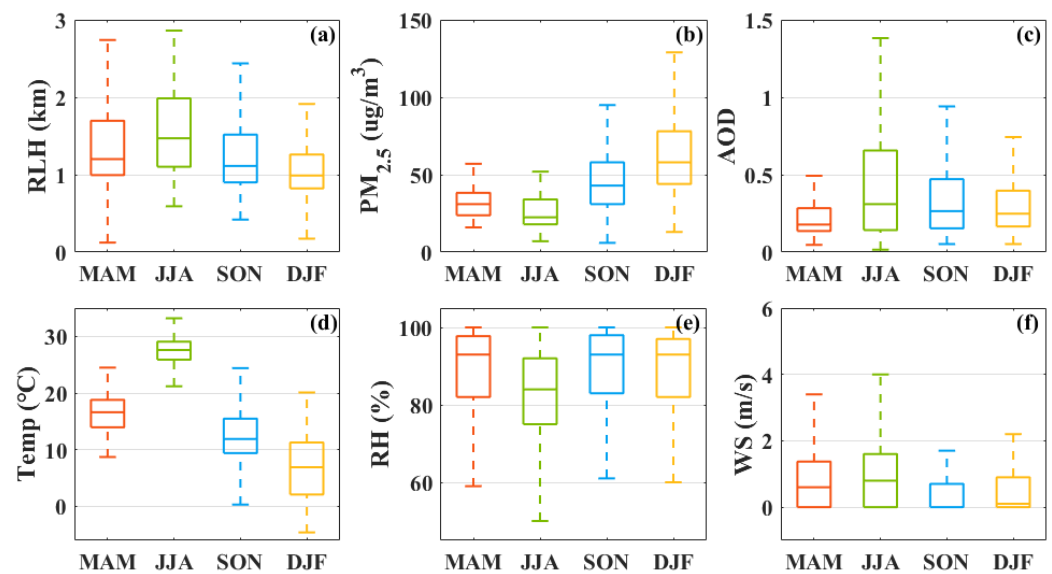 (a)
RLH (km)
3
2
1
0
MAM JJA SON DJF
(b)
PM2.5 (ug/m3)
150
100
50
0
MAM JJA SON DJF
(c)
AOD
1.5
1
0.5
0
MAM JJA SON DJF
(d)
Temp (°C)
30
20
10
0
MAM JJA SON DJF
(e)
RH (%)
100
80
60
MAM JJA SON DJF
(f)
WS (m/s)
6
4
2
0
MAM JJA SON DJF